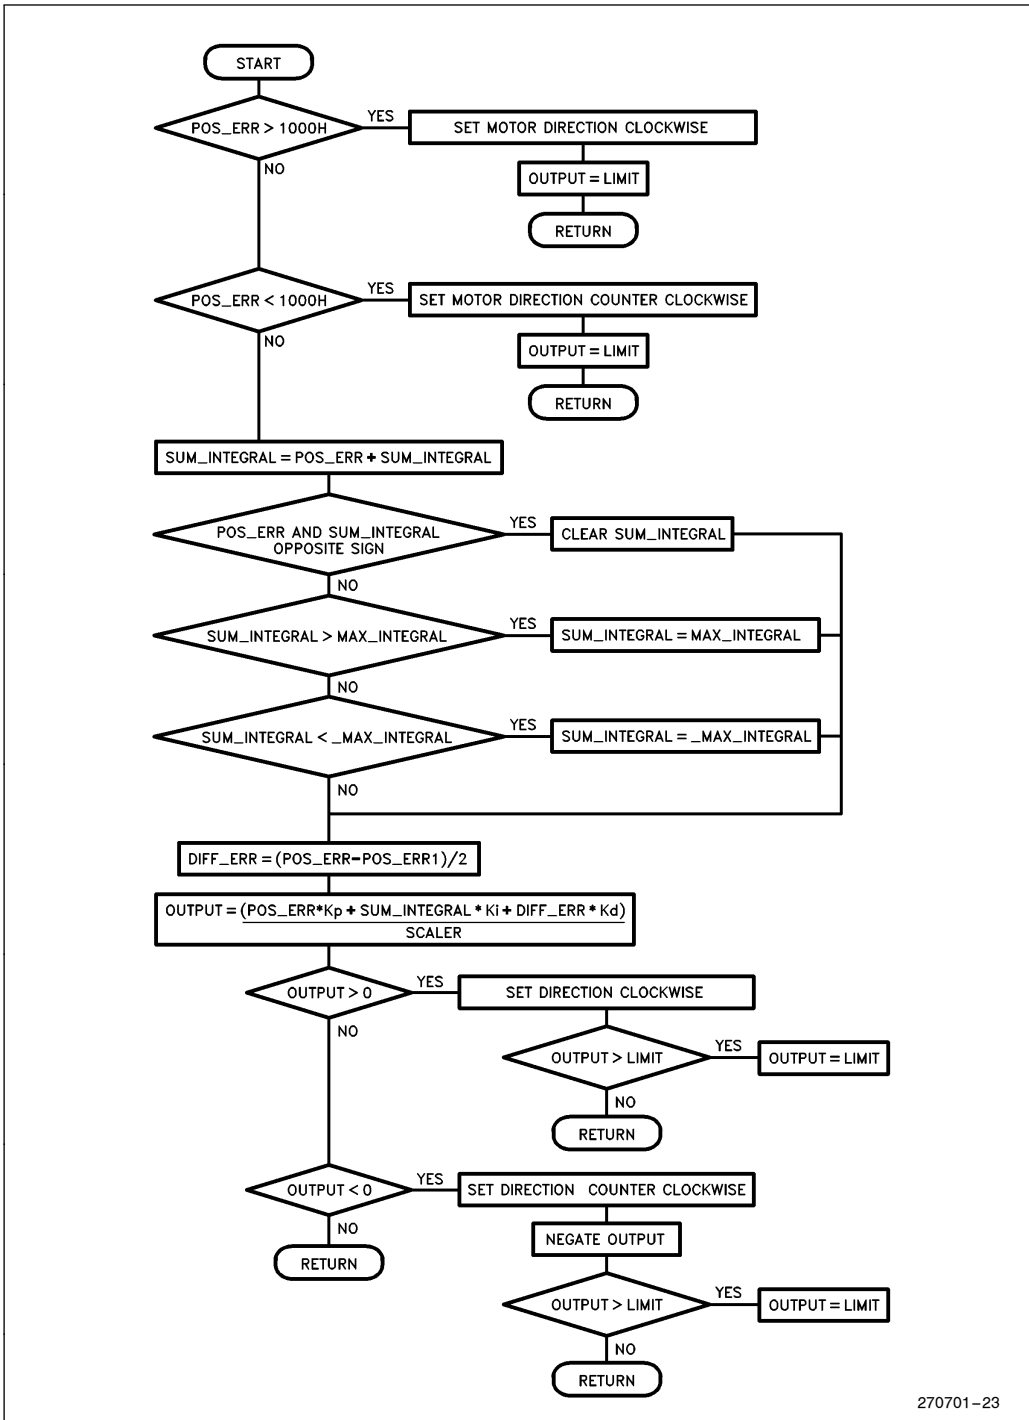 START
POS_ERR > 1000H
YES
SET MOTOR DIRECTION CLOCKWISE
NO
OUTPUT = LIMIT
RETURN
POS_ERR < 1000H
YES
SET MOTOR DIRECTION COUNTER CLOCKWISE
NO
OUTPUT = LIMIT
RETURN
SUM_INTEGRAL = POS_ERR + SUM_INTEGRAL
POS_ERR AND SUM_INTEGRAL
OPPOSITE SIGN
YES
CLEAR SUM_INTEGRAL
NO
SUM_INTEGRAL > MAX_INTEGRAL
YES
SUM_INTEGRAL = MAX_INTEGRAL
NO
SUM_INTEGRAL < _MAX_INTEGRAL
YES
SUM_INTEGRAL = _MAX_INTEGRAL
NO
DIFF_ERR = (POS_ERR-POS_ERR1)/2
OUTPUT = (POS_ERR*Kp + SUM_INTEGRAL * Ki + DIFF_ERR * Kd)
SCALER
OUTPUT > 0
YES
SET DIRECTION CLOCKWISE
NO
OUTPUT > LIMIT
YES
OUTPUT = LIMIT
NO
RETURN
OUTPUT < 0
YES
SET DIRECTION COUNTER CLOCKWISE
NO
RETURN
NEGATE OUTPUT
OUTPUT > LIMIT
YES
OUTPUT = LIMIT
NO
RETURN
270701-23